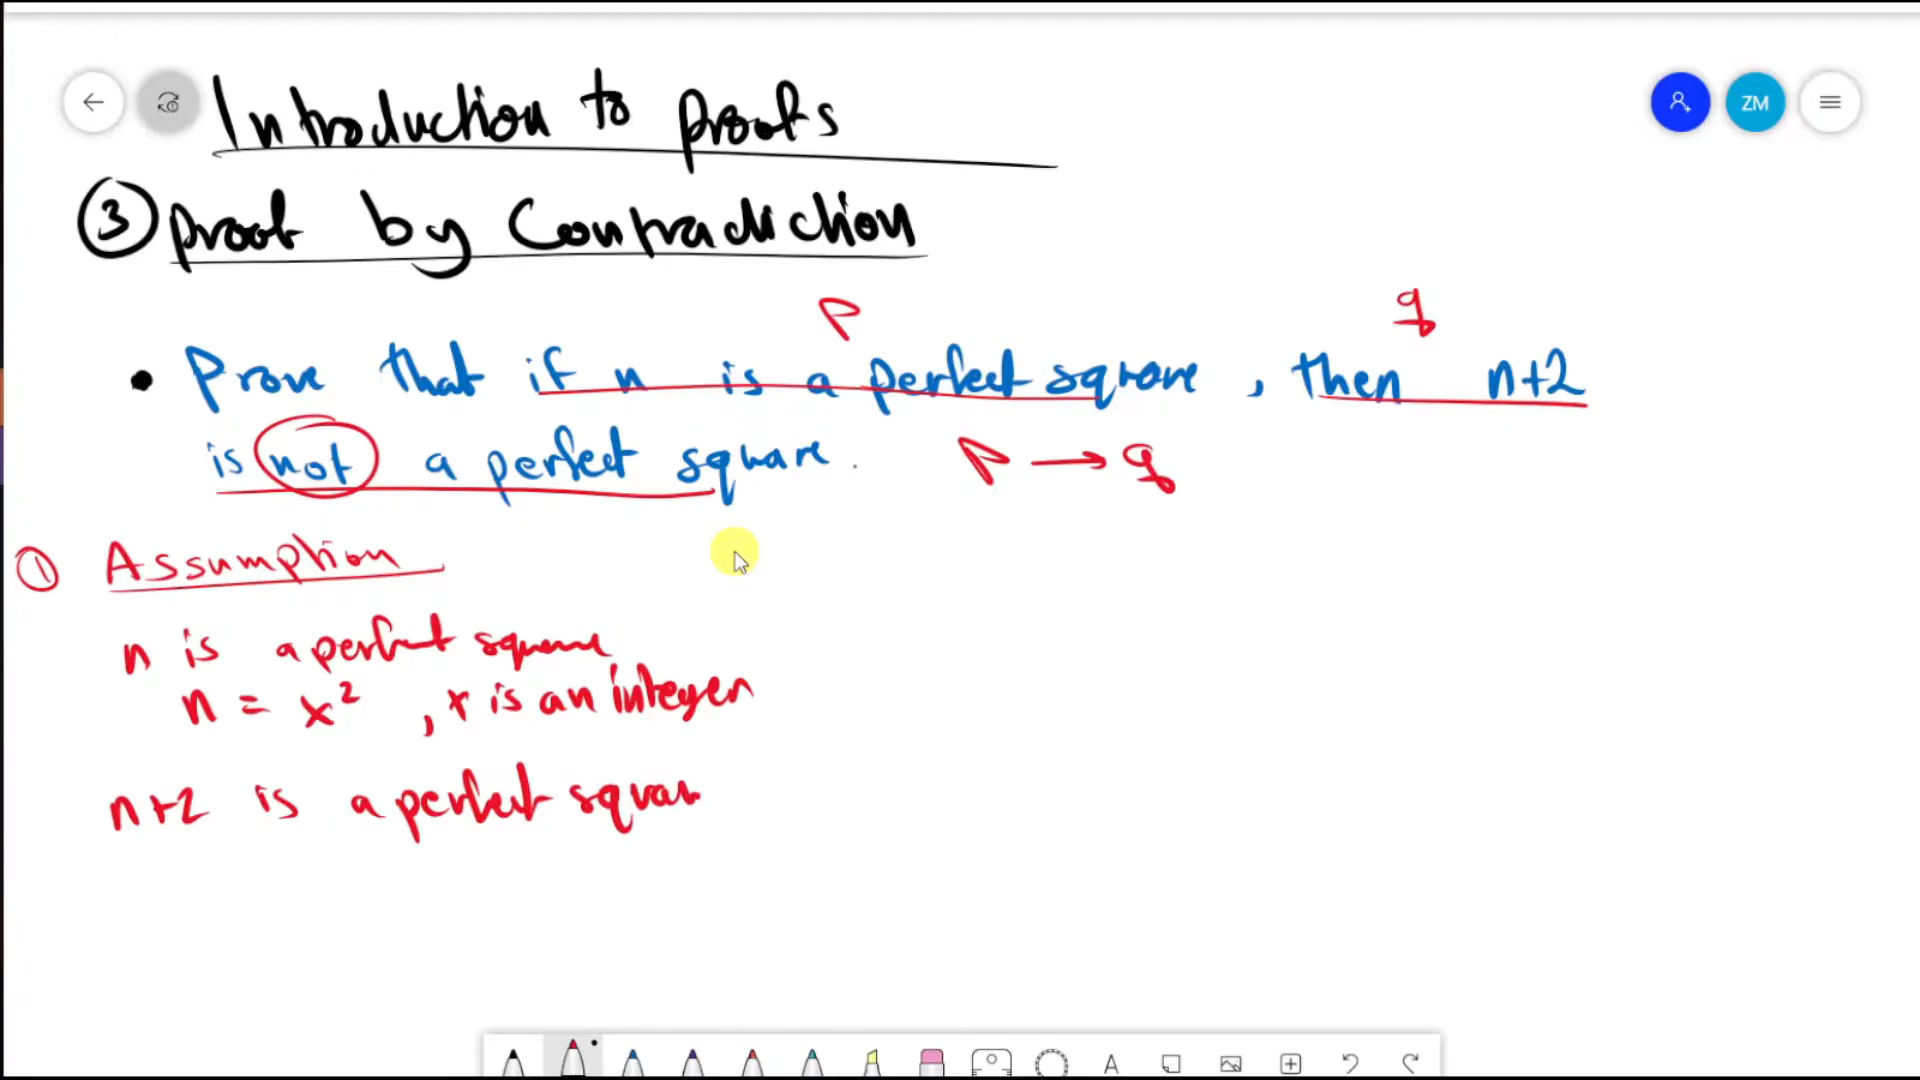 Introduction to proofs
ZM
③ proof by Contradiction
p q
• Prove that if n is a perfect square, then n+2
is not a perfect square. p → q
① Assumption
n is a perfect square
n = x², x is an integer
n+2 is a perfect squar
A